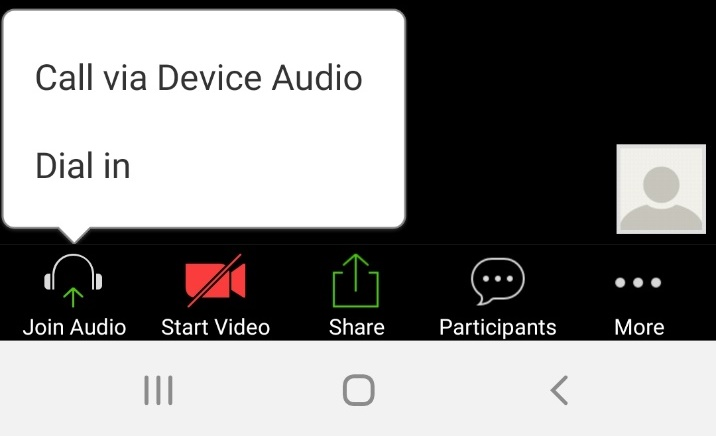 Call via Device Audio
Dial in
Join Audio
Start Video
Share
Participants
More